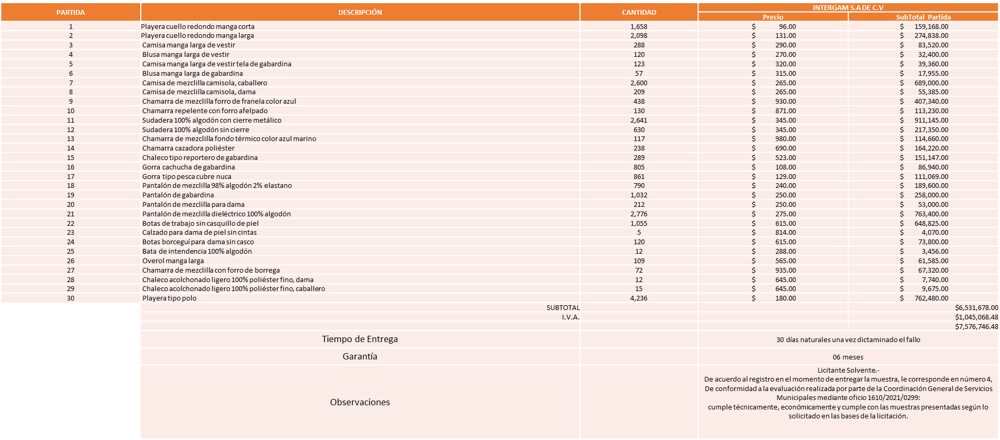 PARTIDA DESCRIPCIÓN CANTIDAD INTERGAM S.A DE C.V
Precio SubTotal Partida
1 Playera cuello redondo manga corta 1,658 $ 96.00 $ 159,168.00
2 Playera cuello redondo manga larga 2,098 $ 131.00 $ 274,838.00
3 Camisa manga larga de vestir 288 $ 290.00 $ 83,520.00
4 Blusa manga larga de vestir 120 $ 270.00 $ 32,400.00
5 Camisa manga larga de vestir tela de gabardina 123 $ 320.00 $ 39,360.00
6 Blusa manga larga de gabardina 57 $ 315.00 $ 17,955.00
7 Camisa de mezclilla camisola, caballero 2,600 $ 265.00 $ 689,000.00
8 Camisa de mezclilla camisola, dama 209 $ 265.00 $ 55,385.00
9 Chamarra de mezclilla forro de franela color azul 438 $ 930.00 $ 407,340.00
10 Chamarra repelente con forro afelpado 130 $ 871.00 $ 113,230.00
11 Sudadera 100% algodón con cierre metálico 2,641 $ 345.00 $ 911,145.00
12 Sudadera 100% algodón sin cierre 630 $ 345.00 $ 217,350.00
13 Chamarra de mezclilla fondo térmico color azul marino 117 $ 980.00 $ 114,660.00
14 Chamarra cazadora poliéster 238 $ 690.00 $ 164,220.00
15 Chaleco tipo reportero de gabardina 289 $ 523.00 $ 151,147.00
16 Gorra cachucha de gabardina 805 $ 108.00 $ 86,940.00
17 Gorra tipo pesca cubre nuca 861 $ 129.00 $ 111,069.00
18 Pantalón de mezclilla 98% algodón 2% elastano 790 $ 240.00 $ 189,600.00
19 Pantalón de gabardina 1,032 $ 250.00 $ 258,000.00
20 Pantalón de mezclilla para dama 212 $ 250.00 $ 53,000.00
21 Pantalón de mezclilla dieléctrico 100% algodón 2,776 $ 275.00 $ 763,400.00
22 Botas de trabajo sin casquillo de piel 1,055 $ 615.00 $ 648,825.00
23 Calzado para dama de piel sin cintas 5 $ 814.00 $ 4,070.00
24 Botas borceguí para dama sin casco 120 $ 615.00 $ 73,800.00
25 Bata de intendencia 100% algodón 12 $ 288.00 $ 3,456.00
26 Overol manga larga 109 $ 565.00 $ 61,585.00
27 Chamarra de mezclilla con forro de borrega 72 $ 935.00 $ 67,320.00
28 Chaleco acolchonado ligero 100% poliéster fino, dama 12 $ 645.00 $ 7,740.00
29 Chaleco acolchonado ligero 100% poliéster fino, caballero 15 $ 645.00 $ 9,675.00
30 Playera tipo polo 4,236 $ 180.00 $ 762,480.00
SUBTOTAL $6,531,678.00
I.V.A. $1,045,068.48
$7,576,746.48
Tiempo de Entrega 30 días naturales una vez dictaminado el fallo
Garantía 06 meses
Observaciones
Licitante Solvente.-
De acuerdo al registro en el momento de entregar la muestra, le corresponde en número 4,
De conformidad a la evaluación realizada por parte de la Coordinación General de Servicios
Municipales mediante oficio 1610/2021/0299:
cumple técnicamente, económicamente y cumple con las muestras presentadas según lo
solicitado en las bases de la licitación.